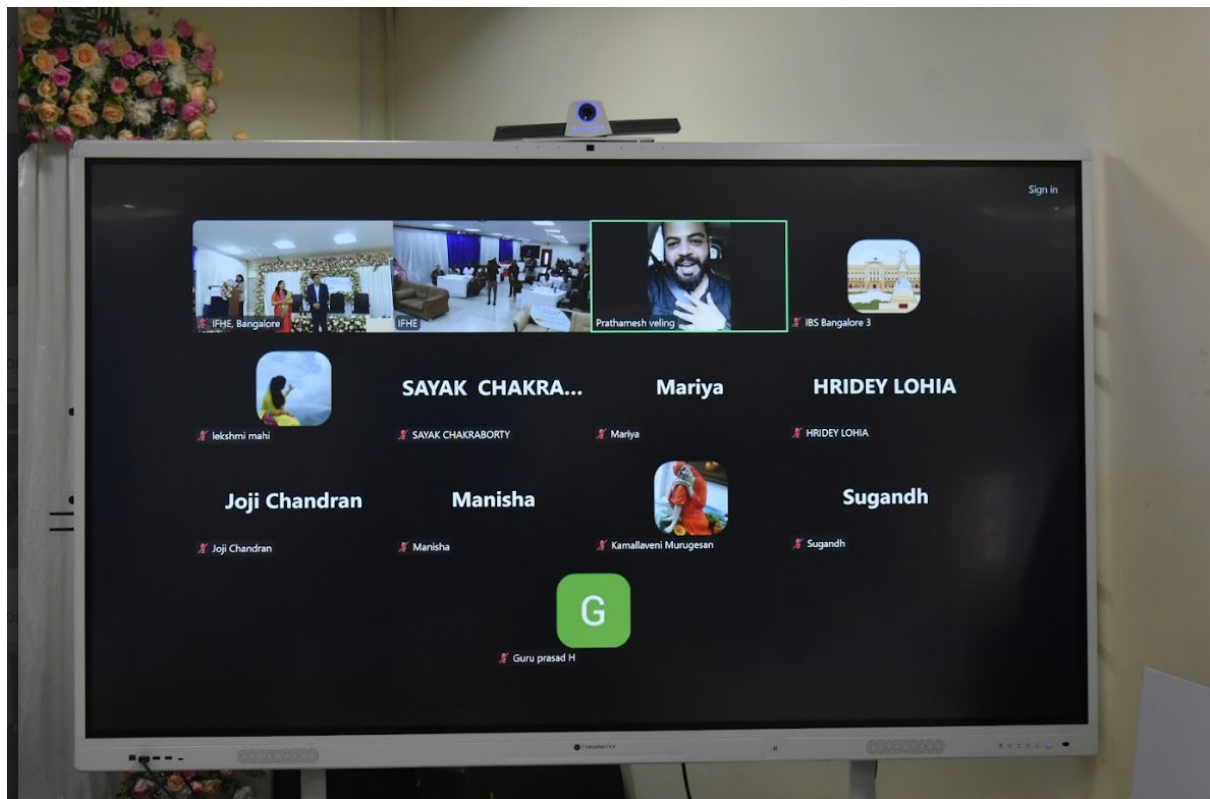 Sign in
IFHE, Bangalore
IFHE
Prathamesh veling
IBS Bangalore 3
lekshmi mahi
SAYAK CHAKRA...
SAYAK CHAKRABORTY
Mariya
Mariya
HRIDEY LOHIA
HRIDEY LOHIA
Joji Chandran
Joji Chandran
Manisha
Manisha
Kamallaveni Murugesan
Sugandh
Sugandh
G
Guru prasad H